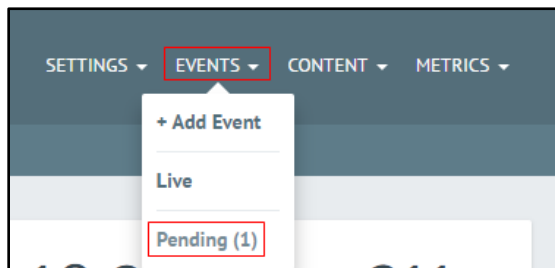 SETTINGS EVENTS CONTENT METRICS
+ Add Event
Live
Pending (1)